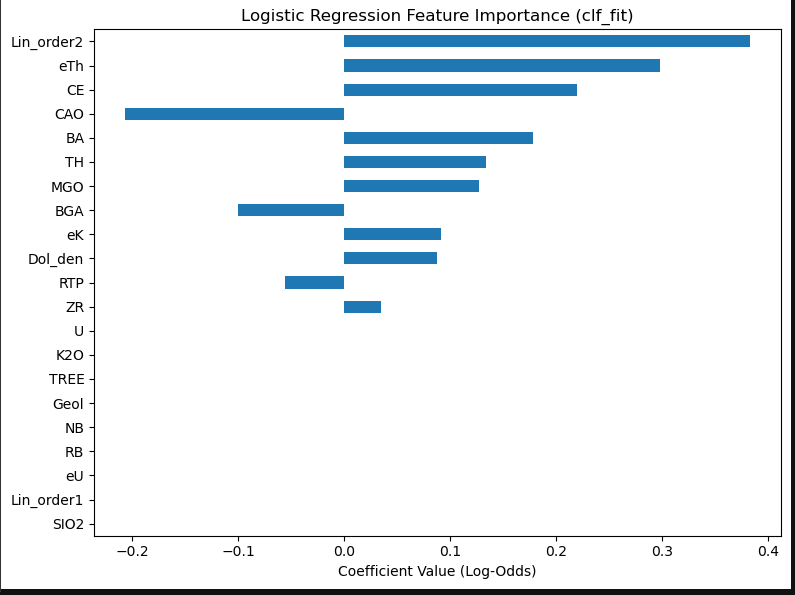 Logistic Regression Feature Importance (clf_fit)
Lin_order2
eTh
CE
CAO
BA
TH
MGO
BGA
eK
Dol_den
RTP
ZR
U
K2O
TREE
Geol
NB
RB
eU
Lin_order1
SIO2
−0.2 −0.1 0.0 0.1 0.2 0.3 0.4
Coefficient Value (Log-Odds)